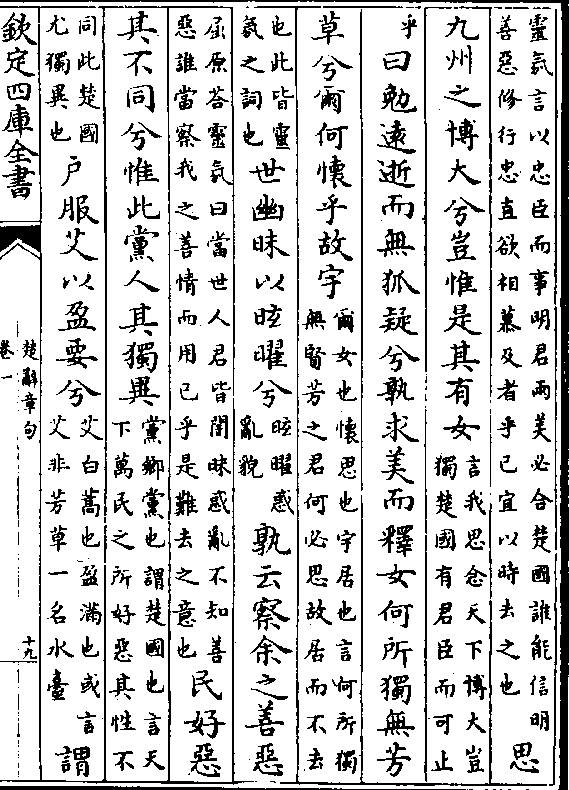 靈氛言以忠臣而事明君兩美必合楚國誰能信明善惡修行忠直欲相慕及者乎已宜以時去之也思
九州之博大兮豈惟是其有女言我思念天下博大豈獨楚國有君臣而可止
乎曰勉遠逝而無狐疑兮孰求美而釋女何所獨無芳
草兮爾何懷乎故宇爾女也懷思也宇居也言何所獨無賢芳之君何必思故居而不去
也此皆靈氛之詞也世幽昧以眩曜兮眩曜惑亂貌孰云察余之善惡
屈原答靈氛曰當世人君皆闇昧惑亂不知善惡誰當察我之善情而用已乎是難去之意也民好惡
其不同兮惟此黨人其獨異黨鄉黨也謂楚國也言天下萬民之所好惡其性不
同此楚國尤獨異也户服艾以盈要兮艾白蒿也盈滿也或言艾非芳草一名水臺謂
欽定四庫全書
楚辭章句
卷一
十九